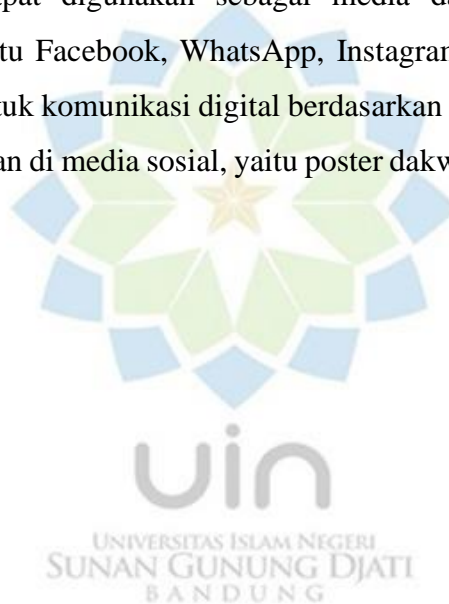 apat digunakan sebagai media da
tu Facebook, WhatsApp, Instagram
tuk komunikasi digital berdasarkan
an di media sosial, yaitu poster dakw
uin
UNIVERSITAS ISLAM NEGERI
SUNAN GUNUNG DJATI
BANDUNG